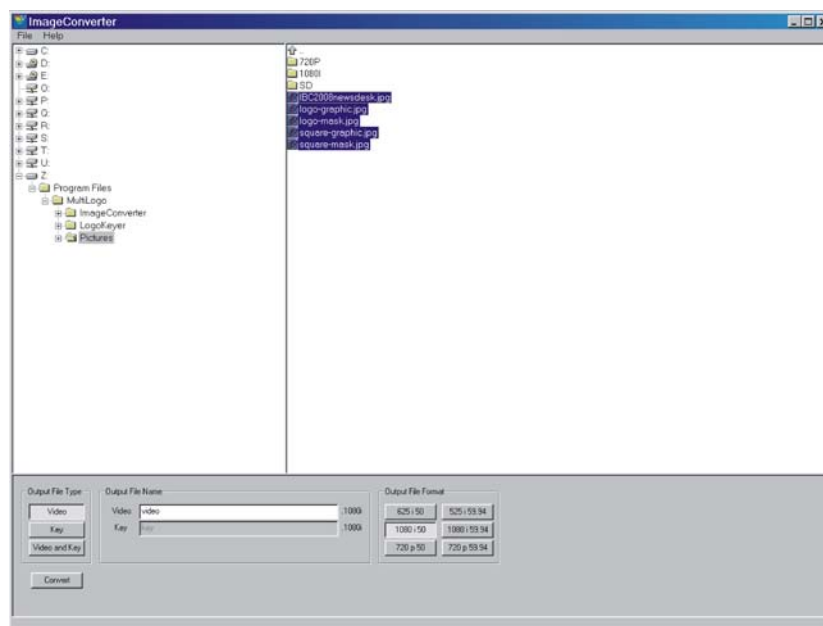 ImageConverter
File Help
C:
D:
E:
O:
P:
Q:
R:
S:
T:
U:
Z:
Program Files
MultiLogo
ImageConverter
LogoKeyer
Pictures
..
720P
1080I
SD
IBC2008newsdesk.jpg
logo-graphic.jpg
logo-mask.jpg
square-graphic.jpg
square-mask.jpg
Output File Type
Video
Key
Video and Key
Output File Name
Video video .1080i
Key key .1080i
Output File Format
625 i 50 525 i 59.94
1080 i 50 1080 i 59.94
720 p 50 720 p 59.94
Convert